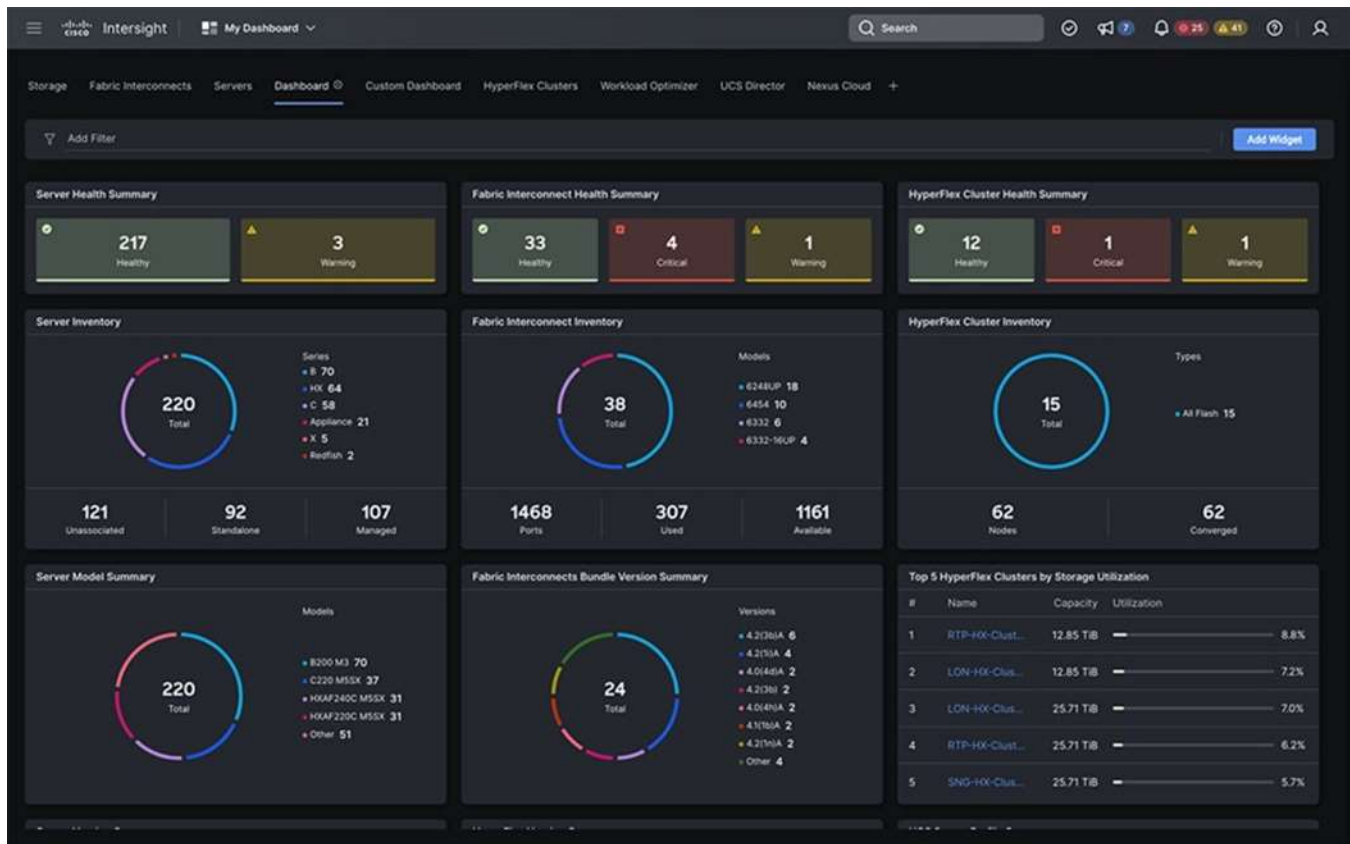 cisco Intersight My Dashboard Search 7 25 41
Storage Fabric Interconnects Servers Dashboard Custom Dashboard HyperFlex Clusters Workload Optimizer UCS Director Nexus Cloud +
Add Filter Add Widget
Server Health Summary
217
Healthy
3
Warning
Fabric Interconnect Health Summary
33
Healthy
4
Critical
1
Warning
HyperFlex Cluster Health Summary
12
Healthy
1
Critical
1
Warning
Server Inventory
220
Total
Series
B 70
HX 64
C 58
Appliance 21
X 5
Redfish 2
121
Unassociated
92
Standalone
107
Managed
Fabric Interconnect Inventory
38
Total
Models
6248UP 18
6454 10
6332 6
6332-16UP 4
1468
Ports
307
Used
1161
Available
HyperFlex Cluster Inventory
15
Total
Types
All Flash 15
62
Nodes
62
Converged
Server Model Summary
220
Total
Models
B200 M3 70
C220 M5SX 37
HXAF240C M5SX 31
HXAF220C M5SX 31
Other 51
Fabric Interconnects Bundle Version Summary
24
Total
Versions
4.2(3b)A 6
4.2(1i)A 4
4.0(4d)A 2
4.2(3b) 2
4.0(4h)A 2
4.1(1b)A 2
4.2(1n)A 2
Other 4
Top 5 HyperFlex Clusters by Storage Utilization
# Name Capacity Utilization
1 RTP-HX-Clust... 12.85 TiB 8.8%
2 LON-HX-Clus... 12.85 TiB 7.2%
3 LON-HX-Clus... 25.71 TiB 7.0%
4 RTP-HX-Clust... 25.71 TiB 6.2%
5 SNG-HX-Clus... 25.71 TiB 5.7%